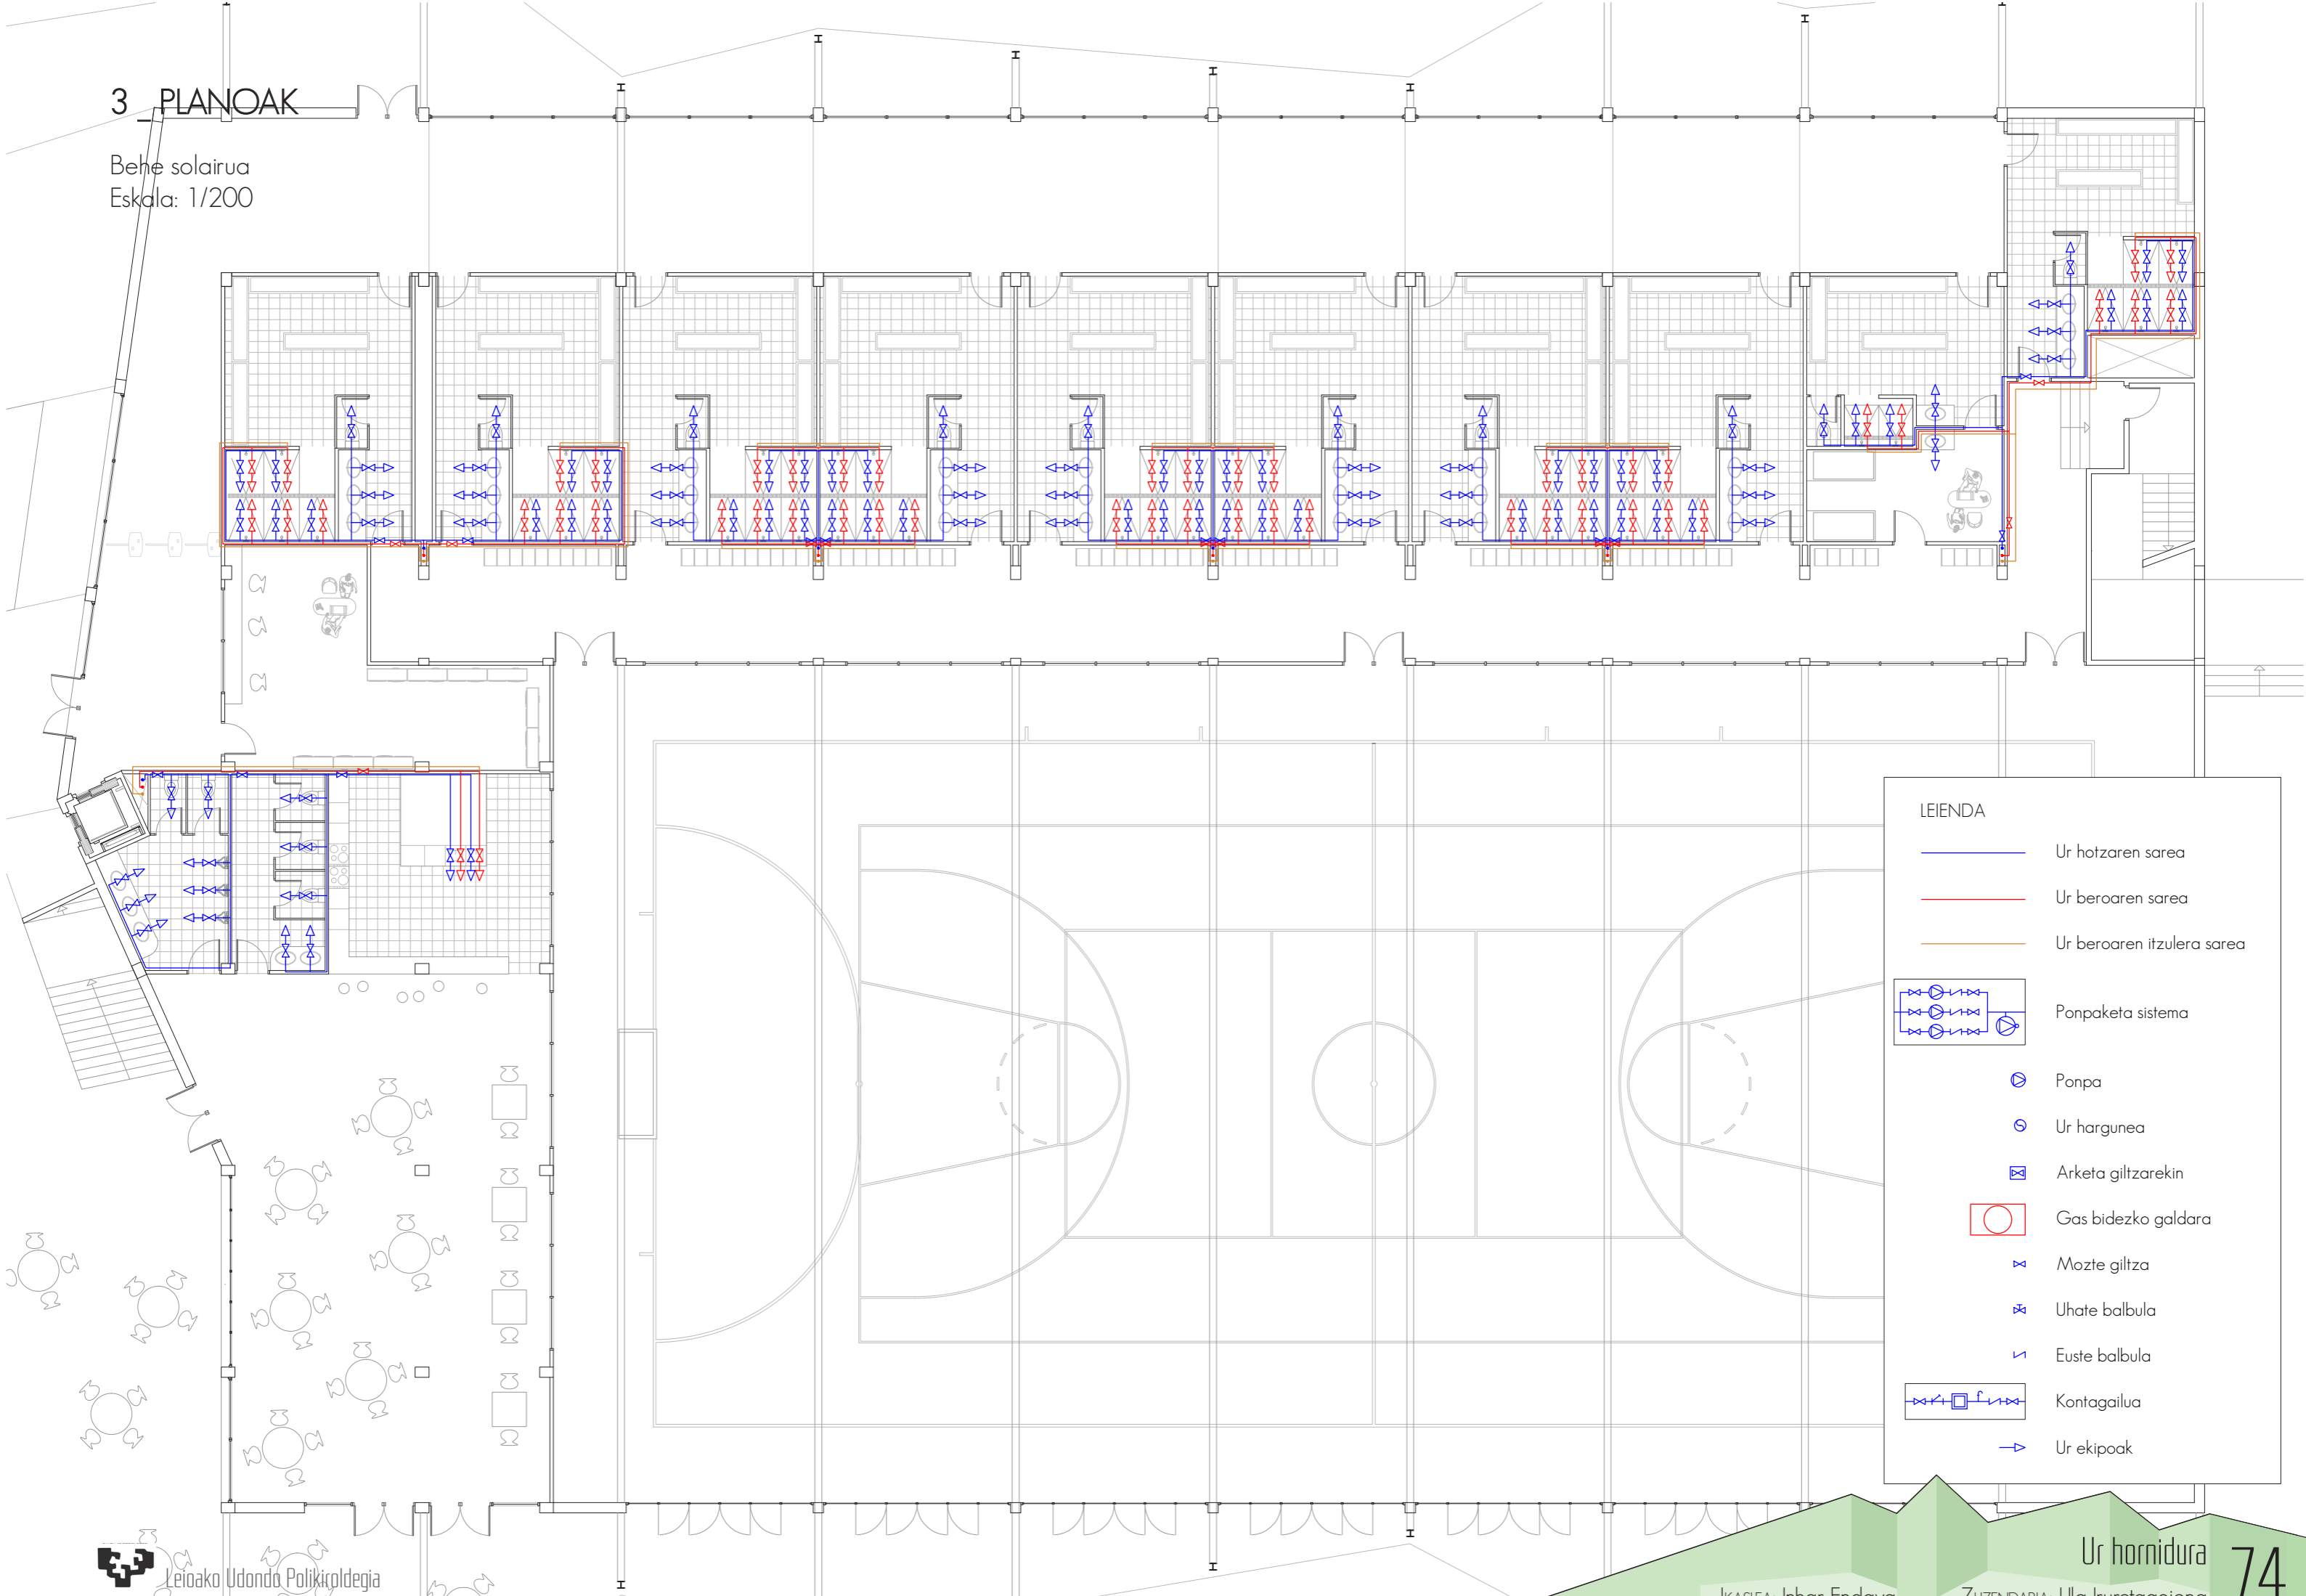 3_ PLANOAK
Behe solairua
Eskala: 1/200
LEIENDA
Ur hotzaren sarea
Ur beroaren sarea
Ur beroaren itzulera sarea
Ponpaketa sistema
Ponpa
Ur hargunea
Arketa giltzarekin
Gas bidezko galdara
Mozte giltza
Uhate balbula
Euste balbula
Kontagailua
Ur ekipoak
Leioako Udondo Polikiroldegia
Ur hornidura
74